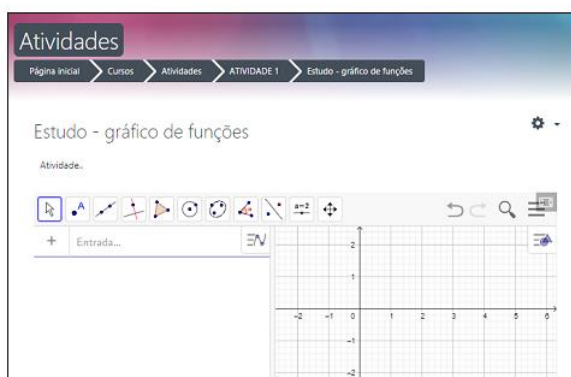 Atividades
Página inicial Cursos Atividades ATIVIDADE 1 Estudo - gráfico de funções
Estudo - gráfico de funções
Atividade..
A a=2
+ Entrada...
2
1
-2 -1 0 1 2 3 4 5 6
-1
-2